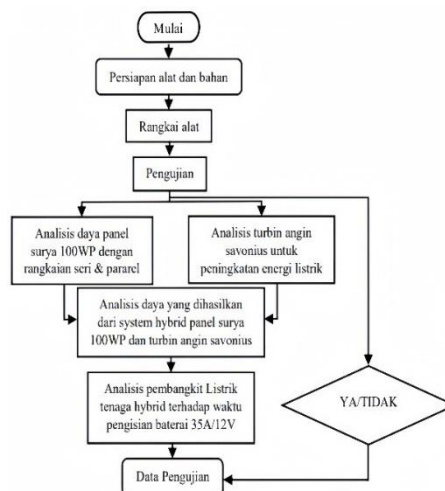 Mulai
Persiapan alat dan bahan
Rangkai alat
Pengujian
Analisis daya panel
surya 100WP dengan
rangkaian seri & pararel
Analisis turbin angin
savonius untuk
peningkatan energi listrik
Analisis daya yang dihasilkan
dari system hybrid panel surya
100WP dan turbin angin savonius
Analisis pembangkit Listrik
tenaga hybrid terhadap waktu
pengisian baterai 35A/12V
YA/TIDAK
Data Pengujian